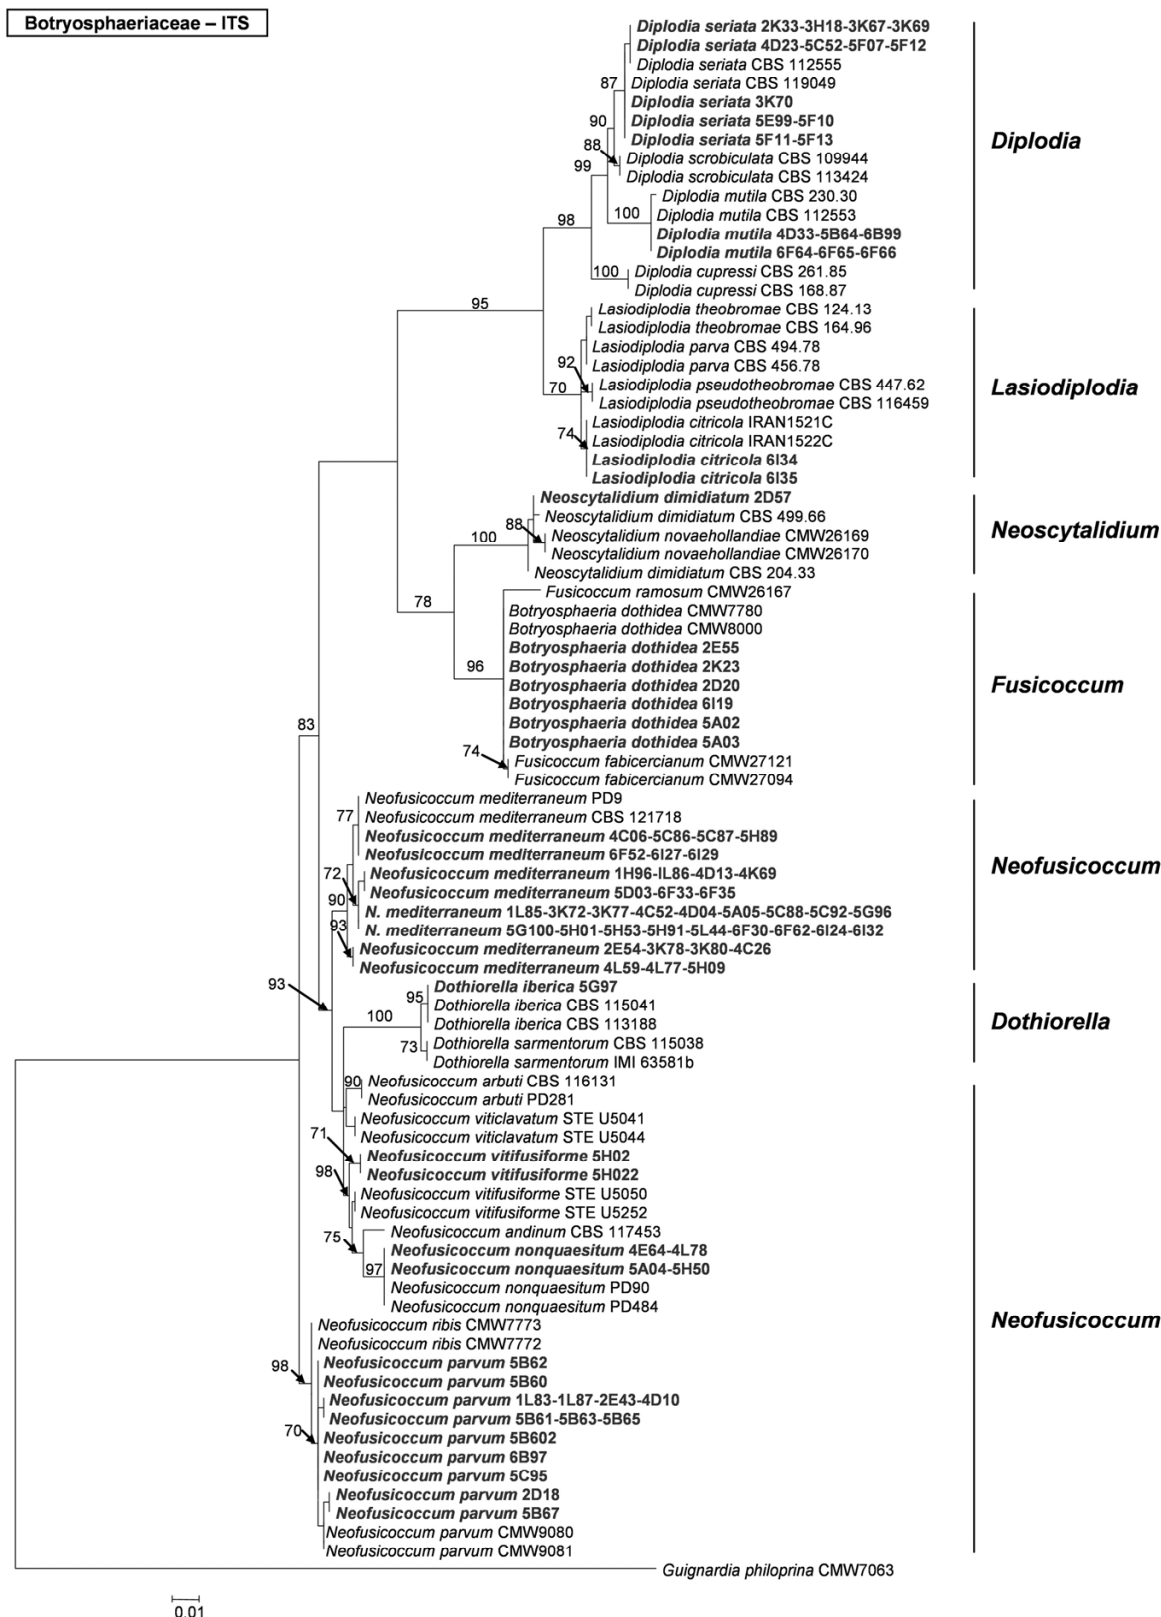 Botryosphaeriaceae – ITS
Diplodia seriata 2K33-3H18-3K67-3K69
Diplodia seriata 4D23-5C52-5F07-5F12
Diplodia seriata CBS 112555
Diplodia seriata CBS 119049
87
Diplodia seriata 3K70
Diplodia seriata 5E99-5F10
90
Diplodia seriata 5F11-5F13
Diplodia
88
Diplodia scrobiculata CBS 109944
99
Diplodia scrobiculata CBS 113424
Diplodia mutila CBS 230.30
100
Diplodia mutila CBS 112553
98
Diplodia mutila 4D33-5B64-6B99
Diplodia mutila 6F64-6F65-6F66
100
Diplodia cupressi CBS 261.85
Diplodia cupressi CBS 168.87
95
Lasiodiplodia theobromae CBS 124.13
Lasiodiplodia theobromae CBS 164.96
Lasiodiplodia parva CBS 494.78
92
Lasiodiplodia parva CBS 456.78
70
Lasiodiplodia pseudotheobromae CBS 447.62
Lasiodiplodia
Lasiodiplodia pseudotheobromae CBS 116459
Lasiodiplodia citricola IRAN1521C
74
Lasiodiplodia citricola IRAN1522C
Lasiodiplodia citricola 6I34
Lasiodiplodia citricola 6I35
Neoscytalidium dimidiatum 2D57
88
Neoscytalidium dimidiatum CBS 499.66
100
Neoscytalidium novaehollandiae CMW26169
Neoscytalidium
Neoscytalidium novaehollandiae CMW26170
Neoscytalidium dimidiatum CBS 204.33
78
Fusicoccum ramosum CMW26167
Botryosphaeria dothidea CMW7780
Botryosphaeria dothidea CMW8000
Botryosphaeria dothidea 2E55
96
Botryosphaeria dothidea 2K23
Botryosphaeria dothidea 2D20
Fusicoccum
Botryosphaeria dothidea 6I19
83
Botryosphaeria dothidea 5A02
Botryosphaeria dothidea 5A03
74
Fusicoccum fabicercianum CMW27121
Fusicoccum fabicercianum CMW27094
Neofusicoccum mediterraneum PD9
77
Neofusicoccum mediterraneum CBS 121718
Neofusicoccum mediterraneum 4C06-5C86-5C87-5H89
Neofusicoccum mediterraneum 6F52-6I27-6I29
Neofusicoccum
72
Neofusicoccum mediterraneum 1H96-IL86-4D13-4K69
Neofusicoccum mediterraneum 5D03-6F33-6F35
90
N. mediterraneum 1L85-3K72-3K77-4C52-4D04-5A05-5C88-5C92-5G96
93
N. mediterraneum 5G100-5H01-5H53-5H91-5L44-6F30-6F62-6I24-6I32
Neofusicoccum mediterraneum 2E54-3K78-3K80-4C26
Neofusicoccum mediterraneum 4L59-4L77-5H09
93
Dothiorella iberica 5G97
95
Dothiorella iberica CBS 115041
100
Dothiorella iberica CBS 113188
Dothiorella
73
Dothiorella sarmentorum CBS 115038
Dothiorella sarmentorum IMI 63581b
90
Neofusicoccum arbuti CBS 116131
Neofusicoccum arbuti PD281
Neofusicoccum viticlavatum STE U5041
71
Neofusicoccum viticlavatum STE U5044
Neofusicoccum vitifusiforme 5H02
98
Neofusicoccum vitifusiforme 5H022
Neofusicoccum vitifusiforme STE U5050
Neofusicoccum vitifusiforme STE U5252
75
Neofusicoccum andinum CBS 117453
Neofusicoccum nonquaesitum 4E64-4L78
97
Neofusicoccum nonquaesitum 5A04-5H50
Neofusicoccum nonquaesitum PD90
Neofusicoccum nonquaesitum PD484
Neofusicoccum
Neofusicoccum ribis CMW7773
Neofusicoccum ribis CMW7772
98
Neofusicoccum parvum 5B62
Neofusicoccum parvum 5B60
Neofusicoccum parvum 1L83-1L87-2E43-4D10
Neofusicoccum parvum 5B61-5B63-5B65
70
Neofusicoccum parvum 5B602
Neofusicoccum parvum 6B97
Neofusicoccum parvum 5C95
Neofusicoccum parvum 2D18
Neofusicoccum parvum 5B67
Neofusicoccum parvum CMW9080
Neofusicoccum parvum CMW9081
Guignardia philoprina CMW7063
0.01